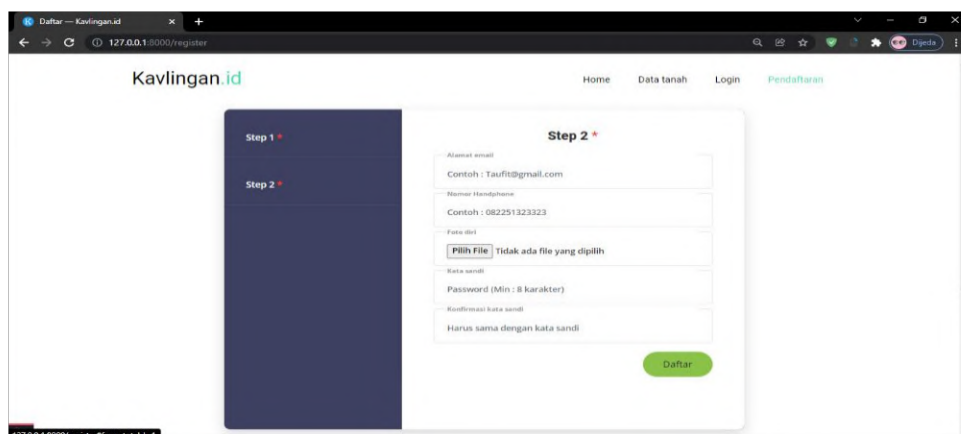 Daftar — Kavlingan.id
127.0.0.1:8000/register
Dijeda
Kavlingan.id
Home Data tanah Login Pendaftaran
Step 1 *
Step 2 *
Step 2 *
Alamat email
Contoh : Taufit@gmail.com
Nomor Handphone
Contoh : 082251323323
Foto diri
Pilih File Tidak ada file yang dipilih
Kata sandi
Password (Min : 8 karakter)
Konfirmasi kata sandi
Harus sama dengan kata sandi
Daftar